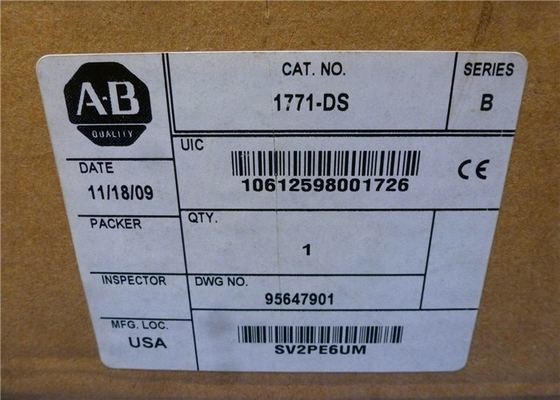 A-B
QUALITY
CAT. NO.
1771-DS
SERIES
B
UIC
10612598001726
CE
DATE
11/18/09
PACKER
QTY.
1
INSPECTOR
DWG NO.
95647901
MFG. LOC.
USA
SV2PE6UM